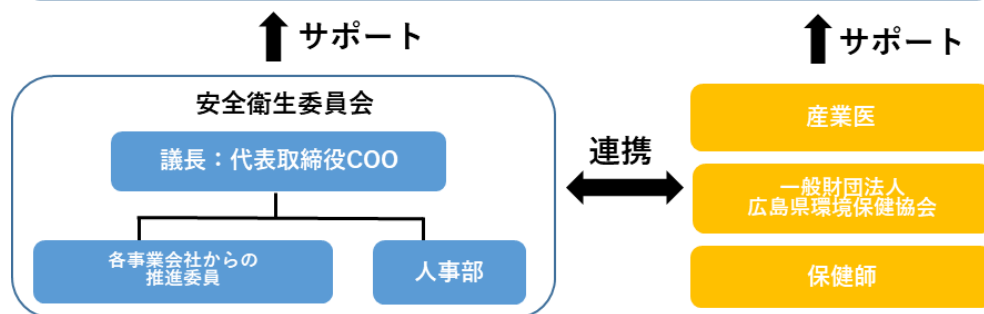 サポート
サポート
安全衛生委員会
議長：代表取締役COO
各事業会社からの
推進委員
人事部
連携
産業医
一般財団法人
広島県環境保健協会
保健師